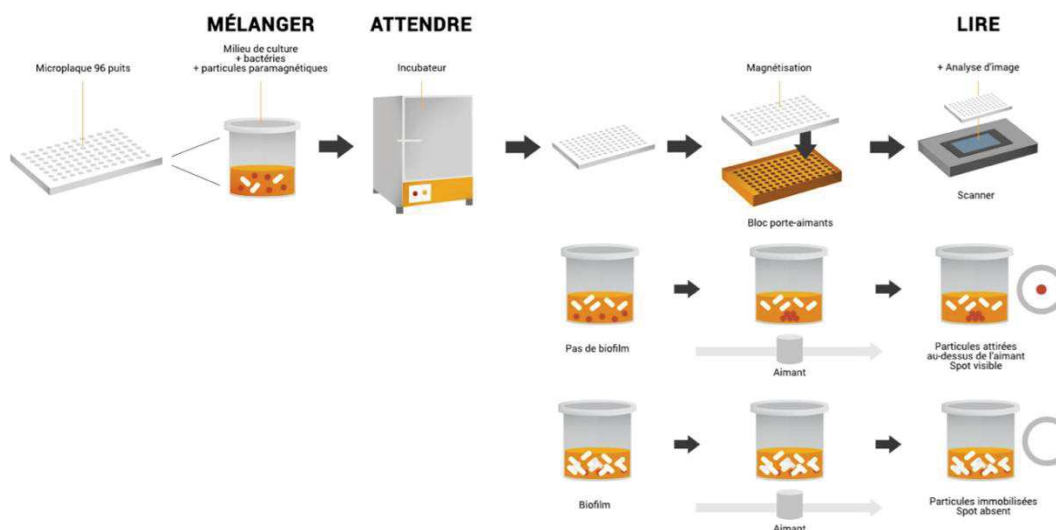 MÉLANGER
ATTENDRE
LIRE
Microplaque 96 puits
Milieu de culture
+ bactéries
+ particules paramagnétiques
Incubateur
Magnétisation
+ Analyse d'image
Bloc porte-aimants
Scanner
Pas de biofilm
Aimant
Particules attirées
au-dessus de l'aimant
Spot visible
Biofilm
Aimant
Particules immobilisées
Spot absent